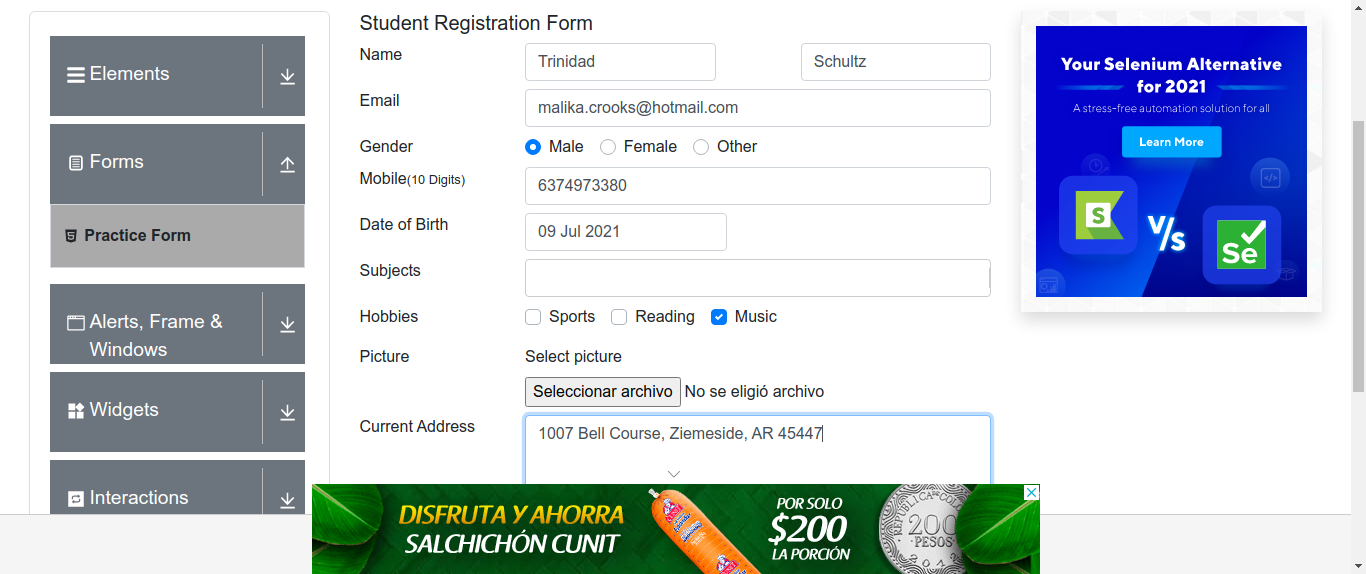 Elements
Forms
Practice Form
Alerts, Frame &
Windows
Widgets
Interactions
Student Registration Form
Name Trinidad Schultz
Email malika.crooks@hotmail.com
Gender Male Female Other
Mobile(10 Digits) 6374973380
Date of Birth 09 Jul 2021
Subjects
Hobbies Sports Reading Music
Picture Select picture
Seleccionar archivo No se eligió archivo
Current Address 1007 Bell Course, Ziemeside, AR 45447
Your Selenium Alternative
for 2021
A stress-free automation solution for all
Learn More
S
V/s
Se
DISFRUTA Y AHORRA
SALCHICHÓN CUNIT
POR SOLO
$200
LA PORCIÓN
200
PESOS